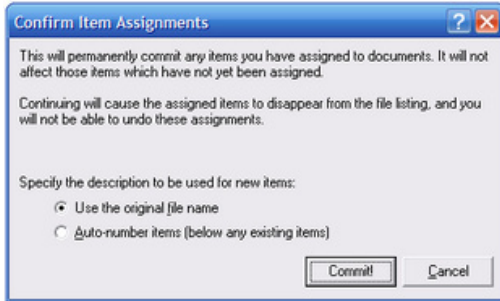 Confirm Item Assignments
This will permanently commit any items you have assigned to documents. It will not
affect those items which have not yet been assigned.
Continuing will cause the assigned items to disappear from the file listing, and you
will not be able to undo these assignments.
Specify the description to be used for new items:
Use the original file name
Auto-number items (below any existing items)
Commit! Cancel